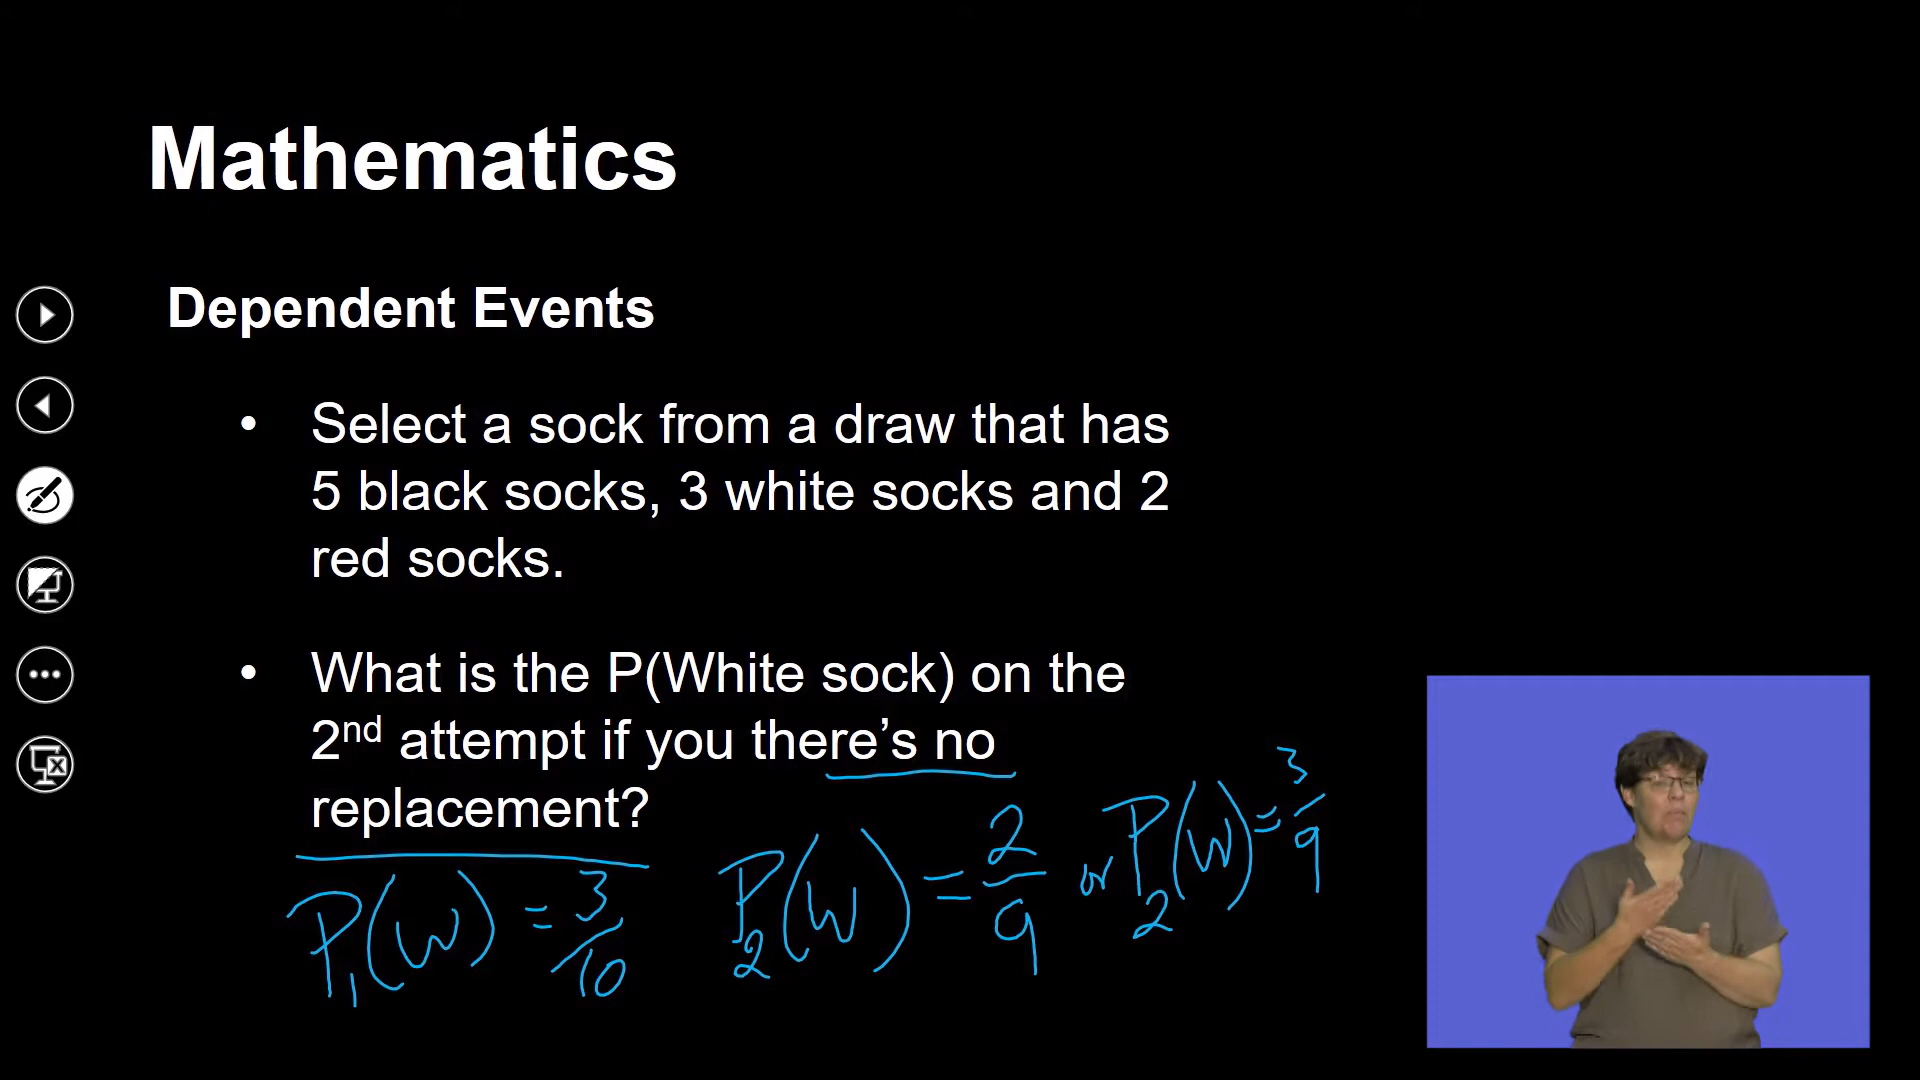 Mathematics
Dependent Events
• Select a sock from a draw that has
5 black socks, 3 white socks and 2
red socks.
• What is the P(White sock) on the
2nd attempt if you there’s no
replacement?
P₁(W) = 3/10
P₂(W) = 2/9 or P₂(W) = 3/9